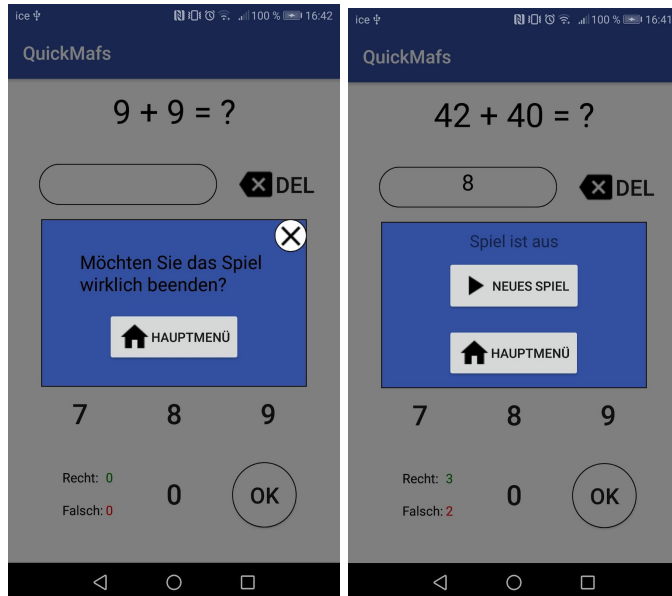 ice 100 % 16:42
QuickMafs
9 + 9 = ?
DEL
Möchten Sie das Spiel
wirklich beenden?
HAUPTMENÜ
7 8 9
Recht: 0
Falsch: 0
0
OK
ice 100 % 16:41
QuickMafs
42 + 40 = ?
8
DEL
Spiel ist aus
NEUES SPIEL
HAUPTMENÜ
7 8 9
Recht: 3
Falsch: 2
0
OK